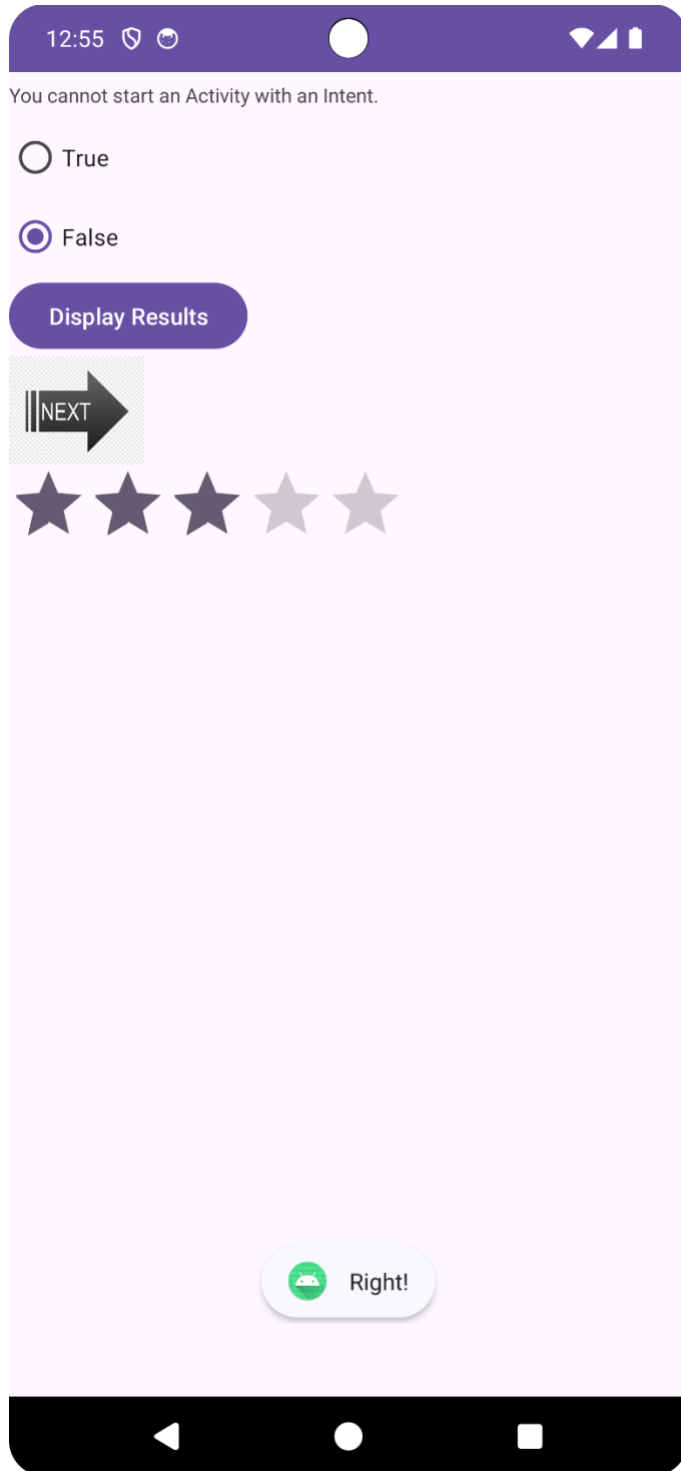 12:55
You cannot start an Activity with an Intent.
True
False
Display Results
NEXT
Right!